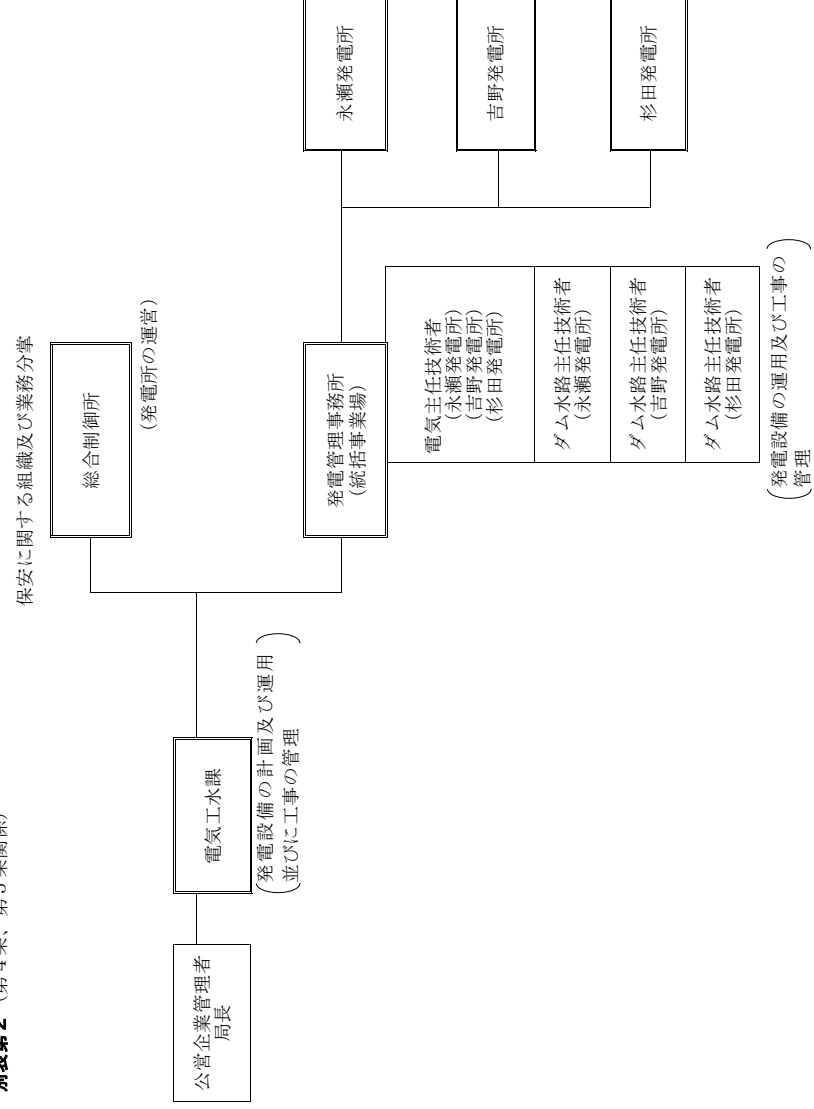 別表第２（第４条、第５条関係）
保安に関する組織及び業務分掌
公営企業管理者
局長
電気工水課
発電設備の計画及び運用
並びに工事の管理
総合制御所
(発電所の運営)
発電管理事務所
(統括事業場)
電気主任技術者
(永瀬発電所)
(吉野発電所)
(杉田発電所)
ダム水路主任技術者
(永瀬発電所)
ダム水路主任技術者
(吉野発電所)
ダム水路主任技術者
(杉田発電所)
発電設備の運用及び工事の
管理
永瀬発電所
吉野発電所
杉田発電所